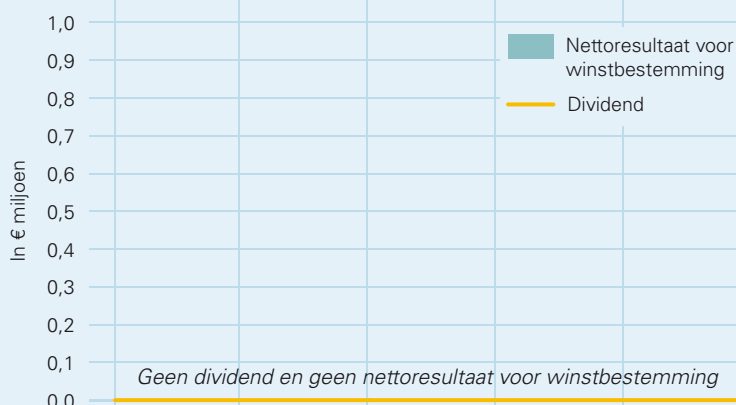 1,0
0,9
0,8
0,7
0,6
0,5
0,4
0,3
0,2
0,1
0,0
In € miljoen
Nettoresultaat voor
winstbestemming
Dividend
Geen dividend en geen nettoresultaat voor winstbestemming